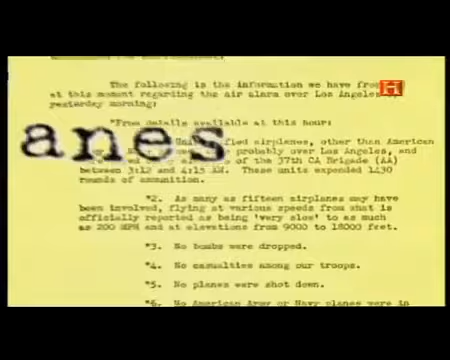 The following is the information we have from
at this moment regarding the air alarm over Los Angeles
yesterday morning:
"From details available at this hour:
anes
airplanes, other than American
probably over Los Angeles, and
of the 37th CA Brigade (AA)
between 3:12 and 4:15 AM. These units expended 1430
rounds of ammunition.
"2. As many as fifteen airplanes may have
been involved, flying at various speeds from what is
officially reported as being 'very slow' to as much
as 200 MPH and at elevations from 9000 to 18000 feet.
"3. No bombs were dropped.
"4. No casualties among our troops.
"5. No planes were shot down.
"6. No American Army or Navy planes were in
H